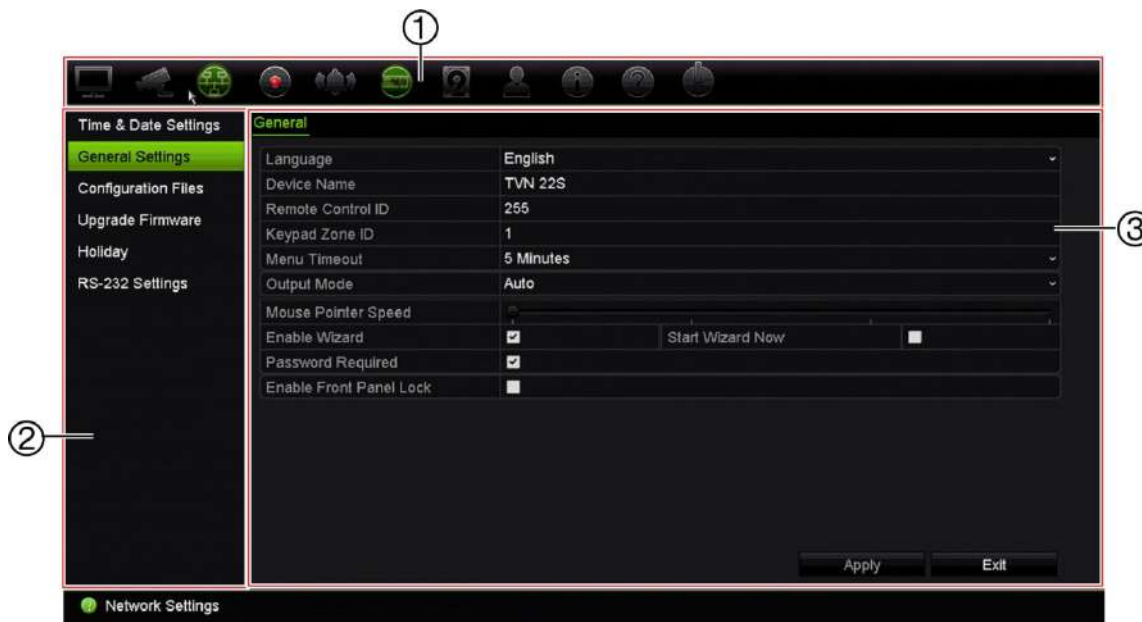 ①
Time & Date Settings
General Settings
Configuration Files
Upgrade Firmware
Holiday
RS-232 Settings
②
General
Language English
Device Name TVN 22S
Remote Control ID 255
Keypad Zone ID 1
Menu Timeout 5 Minutes
Output Mode Auto
Mouse Pointer Speed
Enable Wizard Start Wizard Now
Password Required
Enable Front Panel Lock
③
Apply Exit
Network Settings